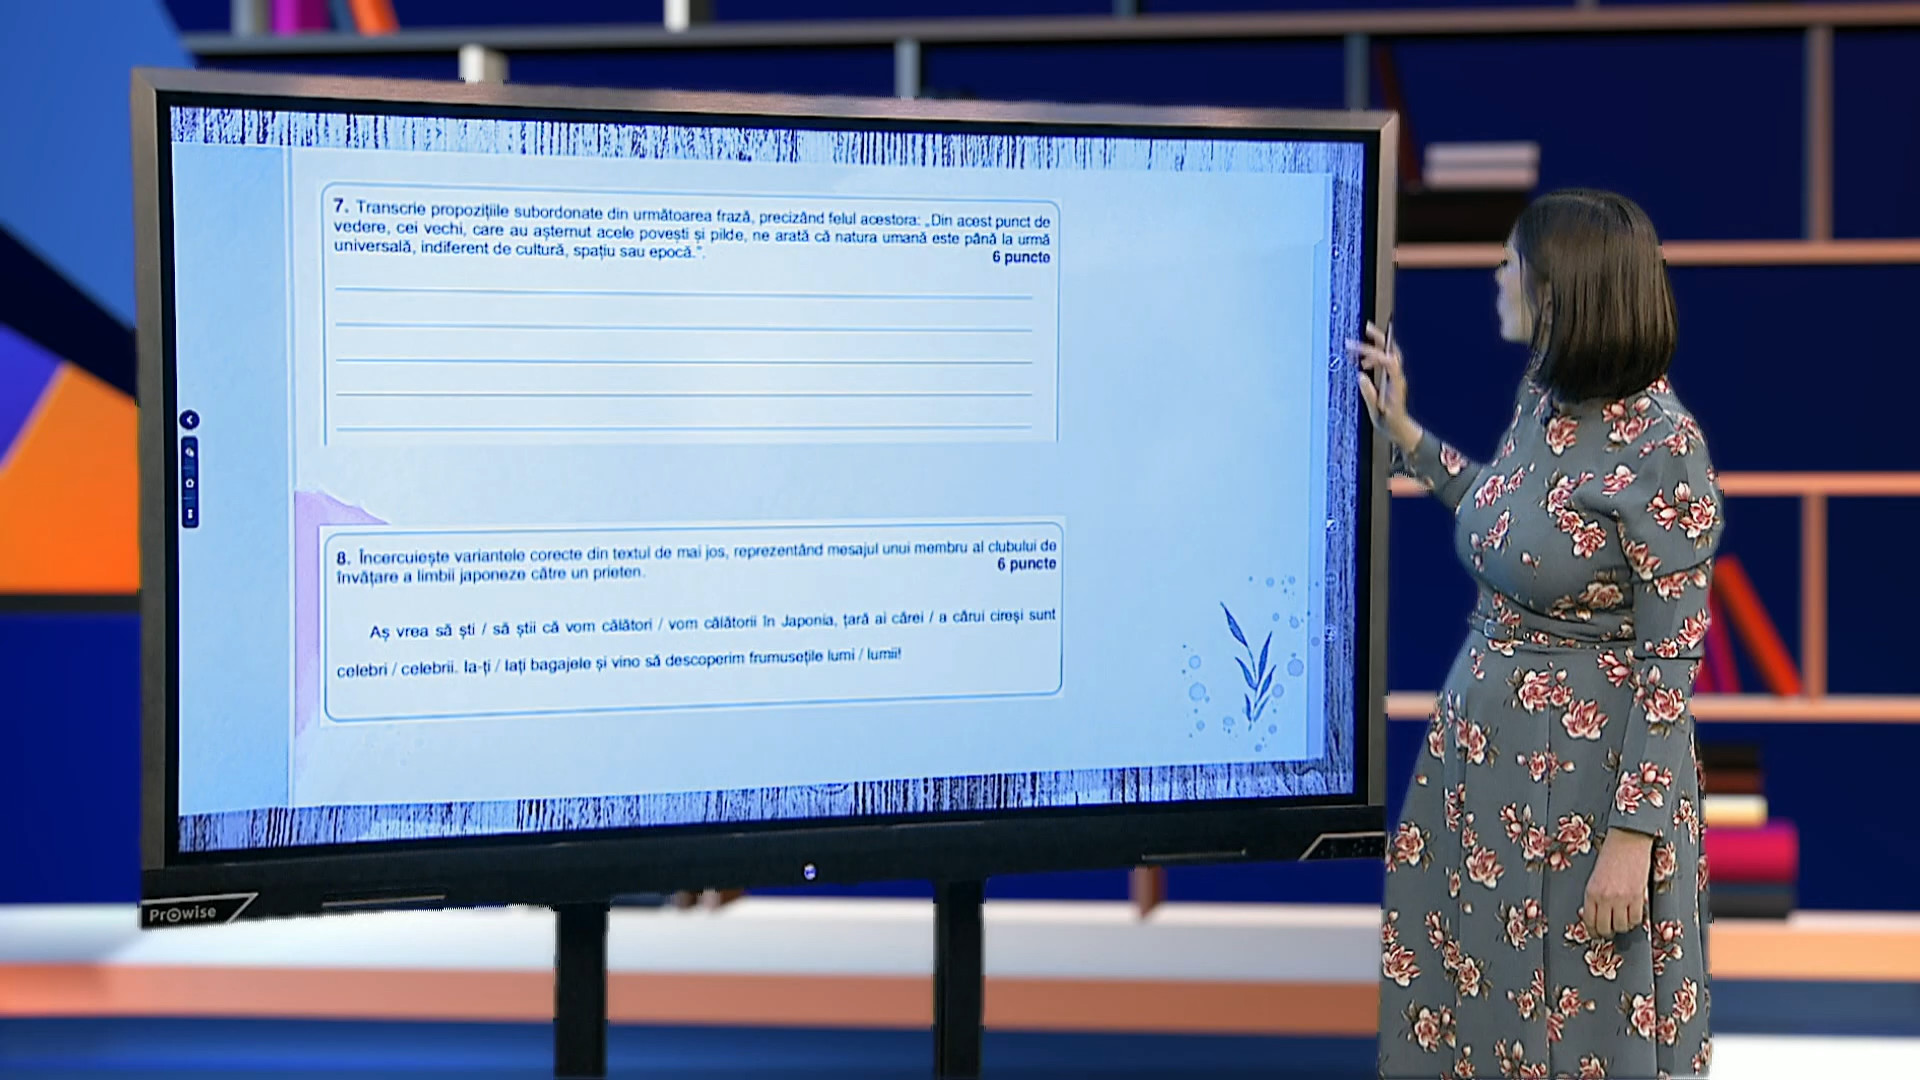 7. Transcrie propozițiile subordonate din următoarea frază, precizând felul acestora: „Din acest punct de
vedere, cei vechi, care au așternut acele povești și pilde, ne arată că natura umană este până la urmă
universală, indiferent de cultură, spațiu sau epocă.”.
6 puncte
8. Încercuiește variantele corecte din textul de mai jos, reprezentând mesajul unui membru al clubului de
învățare a limbii japoneze către un prieten.
6 puncte
Aș vrea să ști / să știi că vom călători / vom călătorii în Japonia, țară ai cărei / a cărui cireși sunt
celebri / celebrii. Ia-ți / Iați bagajele și vino să descoperim frumusețile lumi / lumii!
Prowise